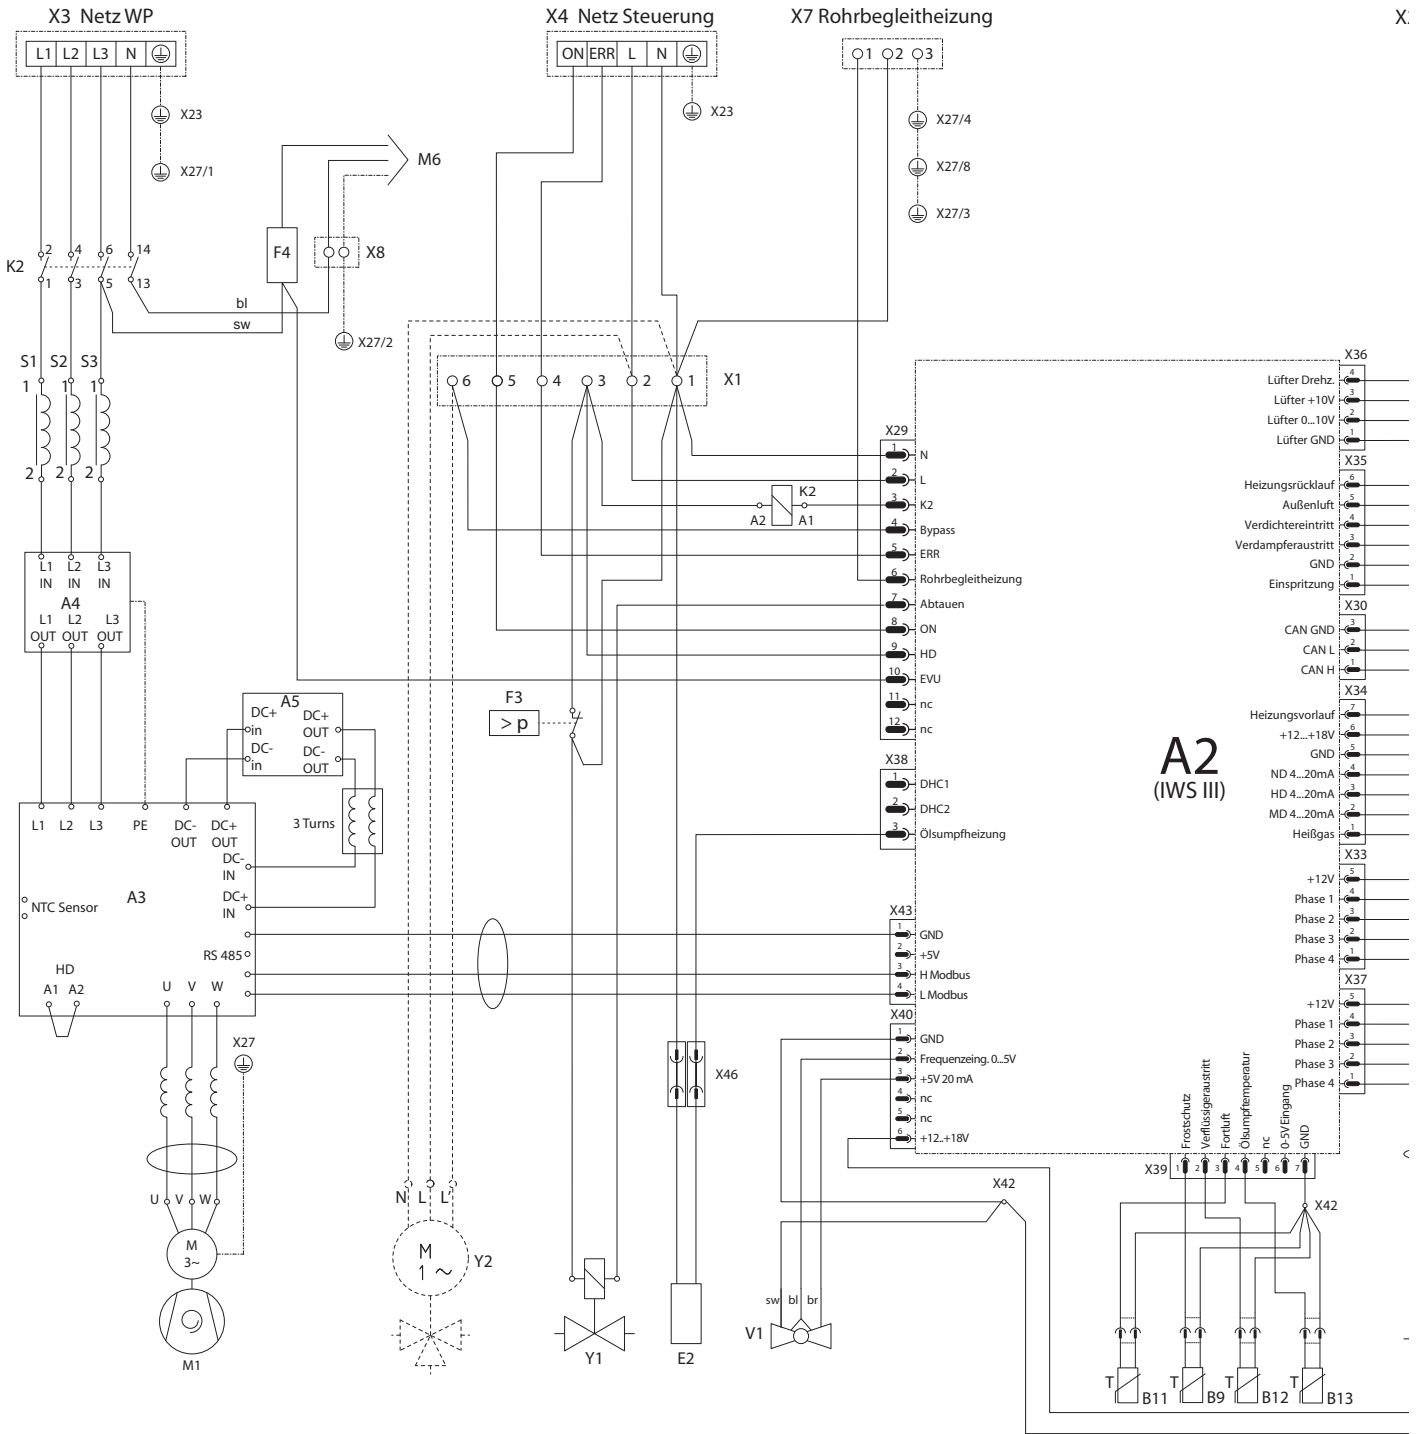 X3 Netz WP
X4 Netz Steuerung
X7 Rohrbegleitheizung
L1 L2 L3 N
ON ERR L N
1 2 3
X23
X27/1
X23
X27/4
X27/8
X27/3
M6
F4
X8
K2
2 4 6 14
1 3 5 13
bl
sw
X27/2
S1 S2 S3
1 1 1
2 2 2
6 5 4 3 2 1
X1
L1 L2 L3
IN IN IN
A4
L1 L2 L3
OUT OUT OUT
K2
A2 A1
F3
> p
A5
DC+ in
DC+ OUT
DC- in
DC- OUT
3 Turns
L1 L2 L3 PE DC- OUT DC+ OUT
DC- IN
DC+ IN
A3
NTC Sensor
RS 485
HD
A1 A2
U V W
X27
U V W
M
3~
M1
N L L'
M
1 ~
Y2
Y1
E2
X46
X29
1 N
2 L
3 K2
4 Bypass
5 ERR
6 Rohrbegleitheizung
7 Abtauen
8 ON
9 HD
10 EVU
11 nc
12 nc
X38
1 DHC1
2 DHC2
3 Ölsumpfheizung
X43
1 GND
2 +5V
3 H Modbus
4 L Modbus
X40
1 GND
2 Frequenzeing. 0...5V
3 +5V 20 mA
4 nc
5 nc
6 +12..+18V
A2
(IWS III)
X36
Lüfter Drehz. 4
Lüfter +10V 3
Lüfter 0...10V 2
Lüfter GND 1
X35
Heizungsrücklauf 6
Außenluft 5
Verdichtereintritt 4
Verdampferaustritt 3
GND 2
Einspritzung 1
X30
CAN GND 3
CAN L 2
CAN H 1
X34
Heizungsvorlauf 7
+12...+18V 6
GND 5
ND 4...20mA 4
HD 4...20mA 3
MD 4...20mA 2
Heißgas 1
X33
+12V 5
Phase 1 4
Phase 2 3
Phase 3 2
Phase 4 1
X37
+12V 5
Phase 1 4
Phase 2 3
Phase 3 2
Phase 4 1
Frostschutz
Verflüssigeraustritt
Fortluft
Ölsumpftemperatur
nc
0-5V Eingang
GND
X39 1 2 3 4 5 6 7
X42
X42
sw bl br
V1
T B11
T B9
T B12
T B13